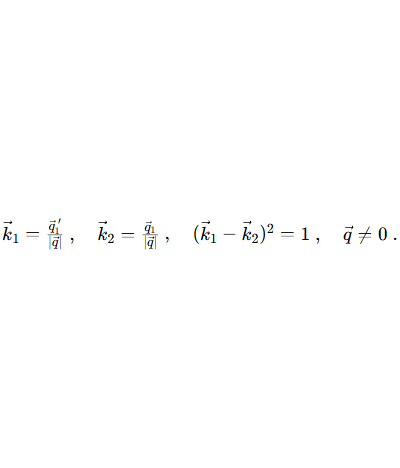 $\vec{k}_1 = \frac{\vec{q}_1^{\,\prime}}{|\vec{q}|}\ ,\quad \vec{k}_2 = \frac{\vec{q}_1}{|\vec{q}|}\ ,\quad (\vec{k}_1 - \vec{k}_2)^2 = 1\ ,\quad \vec{q} \neq 0\ .$